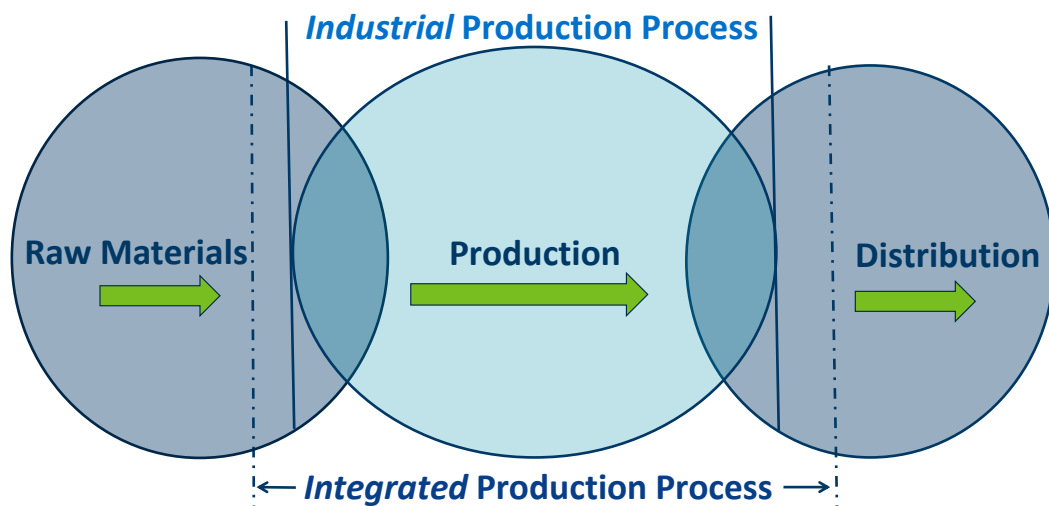 Industrial Production Process
Raw Materials
Production
Distribution
Integrated Production Process